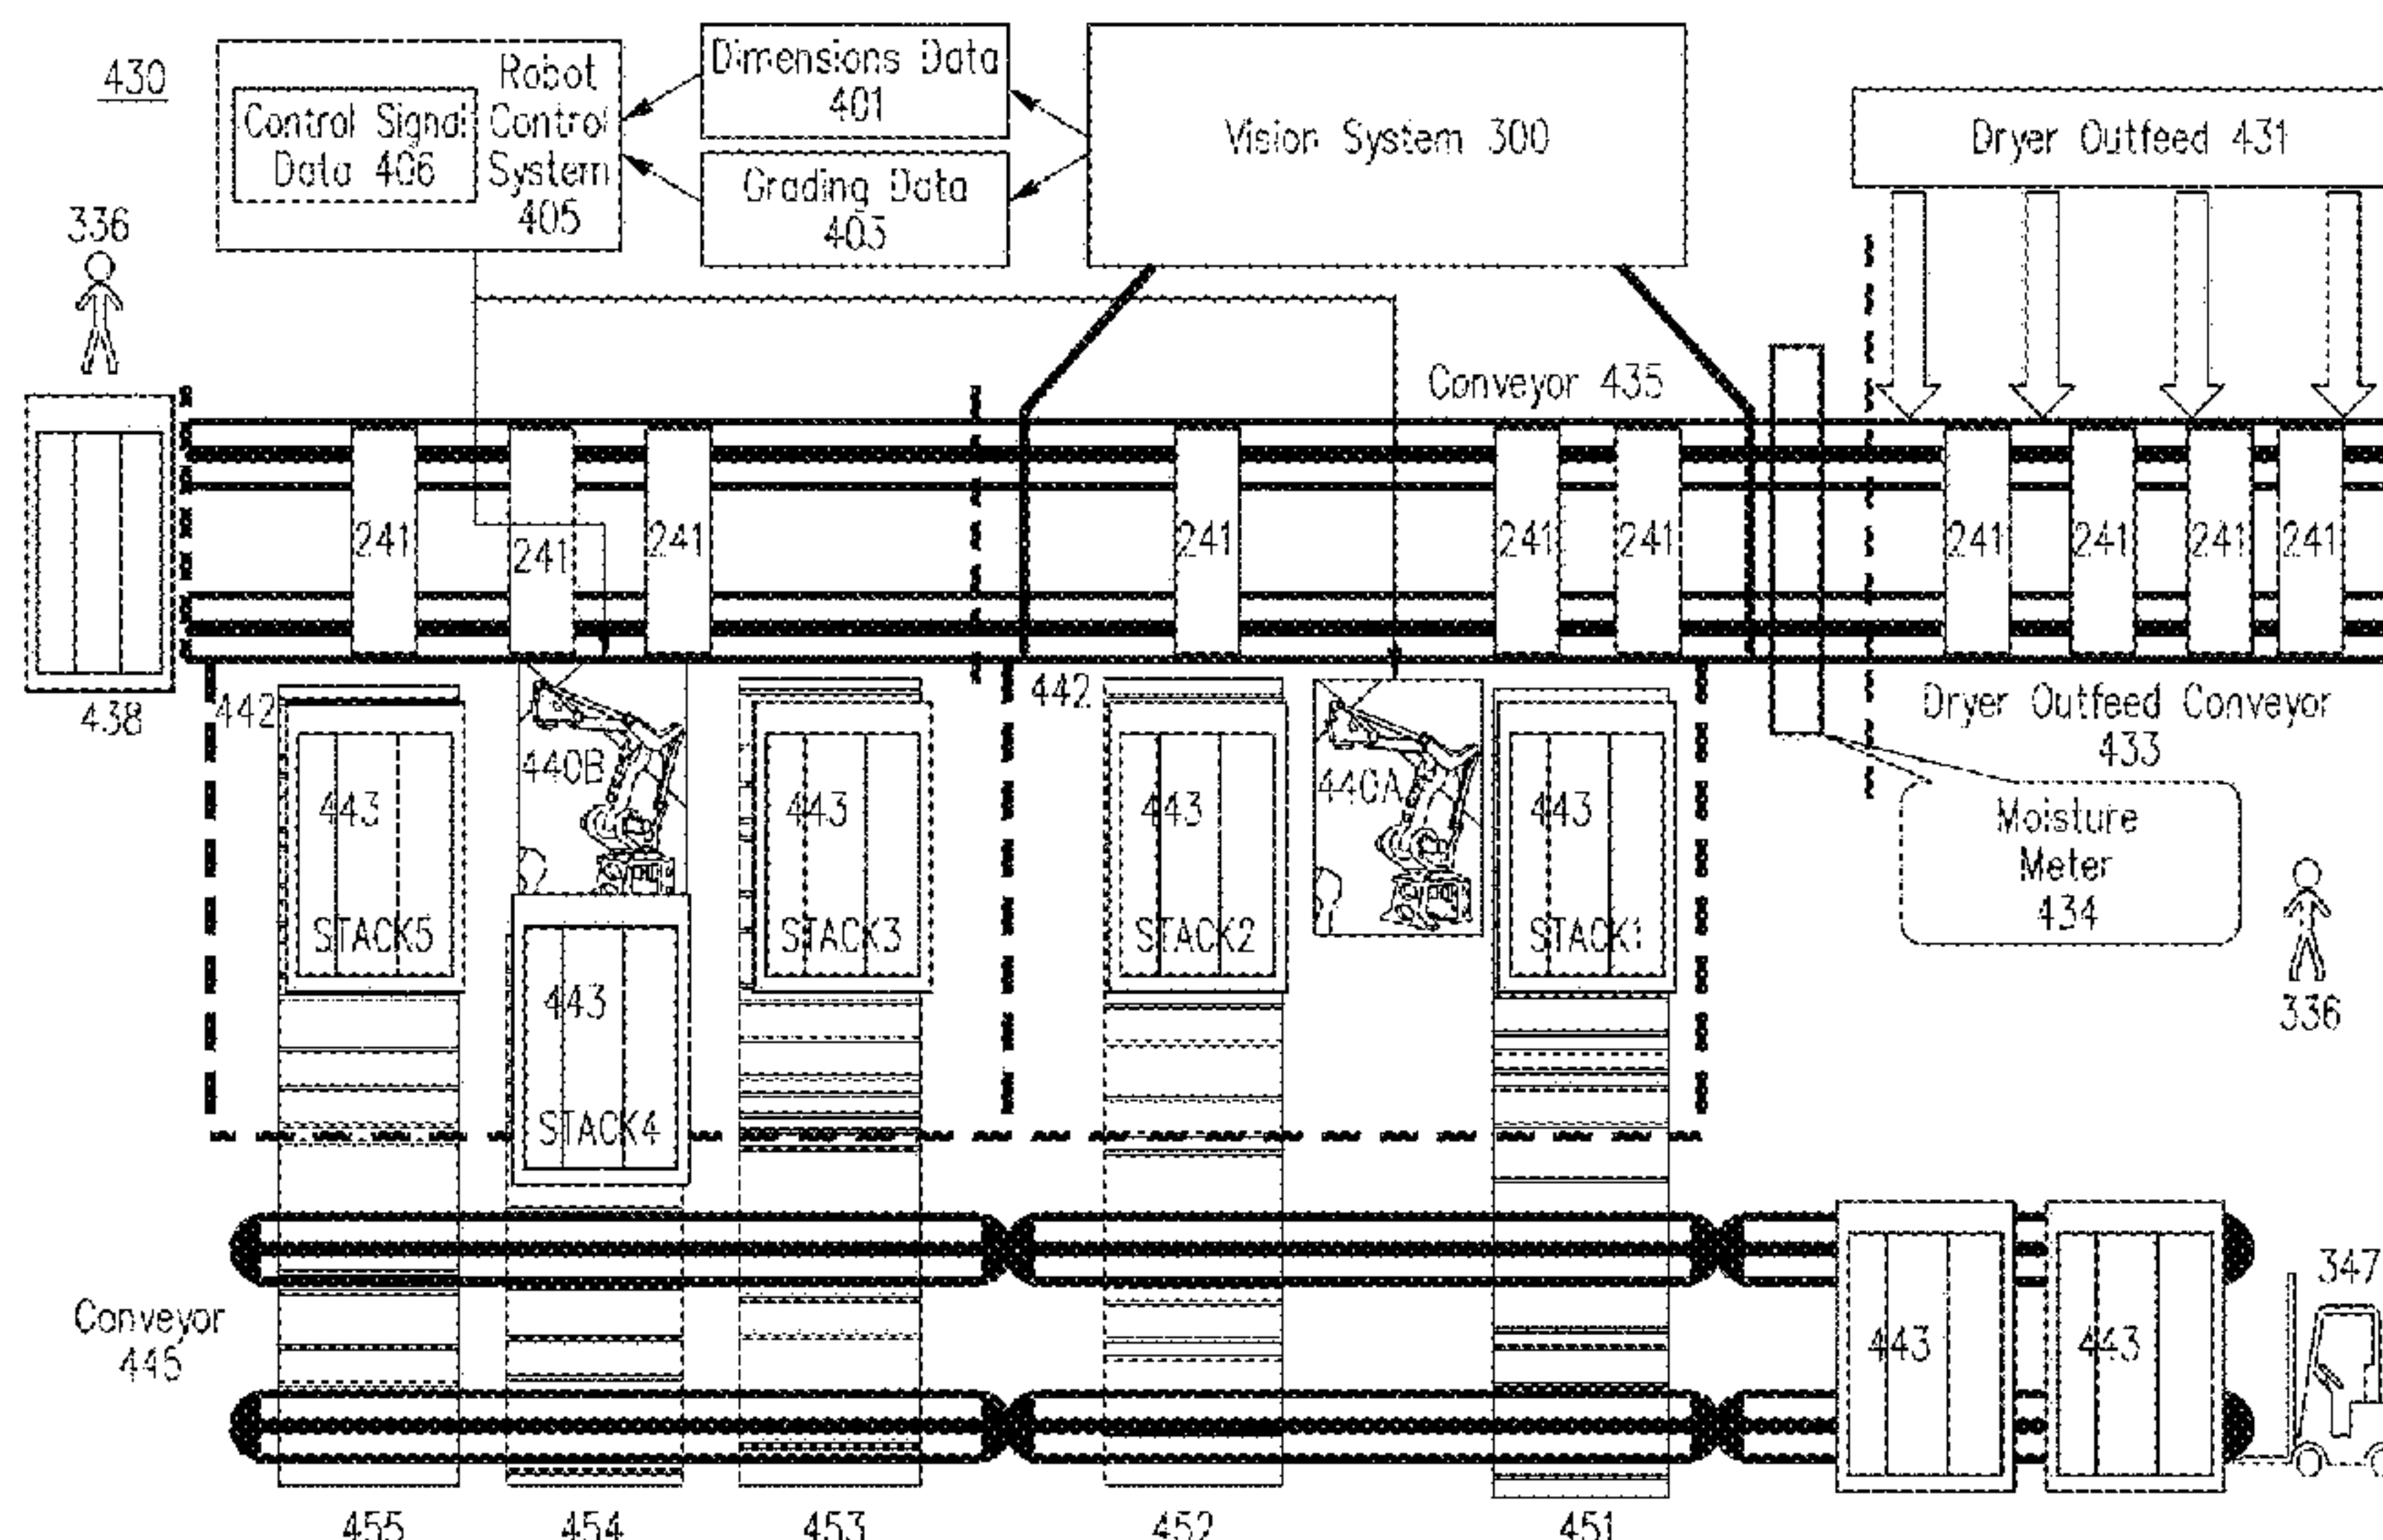 430
Robot
Control
System
405
Control Signal
Data 406
Dimensions Data
401
Grading Data
403
Vision System 300
Dryer Outfeed 431
336
Conveyor 435
241
241
241
241
241
241
241
241
241
241
438
442
442
440B
440A
Dryer Outfeed Conveyor
433
Moisture
Meter
434
336
443
STACK5
443
STACK4
443
STACK3
443
STACK2
443
STACK1
Conveyor
445
443
443
347
455
454
453
452
451